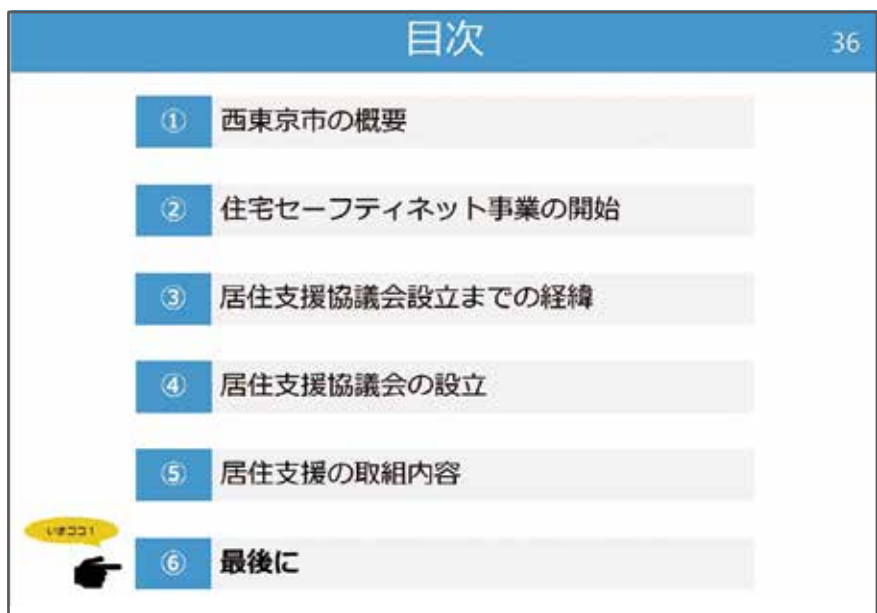 目次
36
① 西東京市の概要
② 住宅セーフティネット事業の開始
③ 居住支援協議会設立までの経緯
④ 居住支援協議会の設立
⑤ 居住支援の取組内容
いまココ!
⑥ 最後に